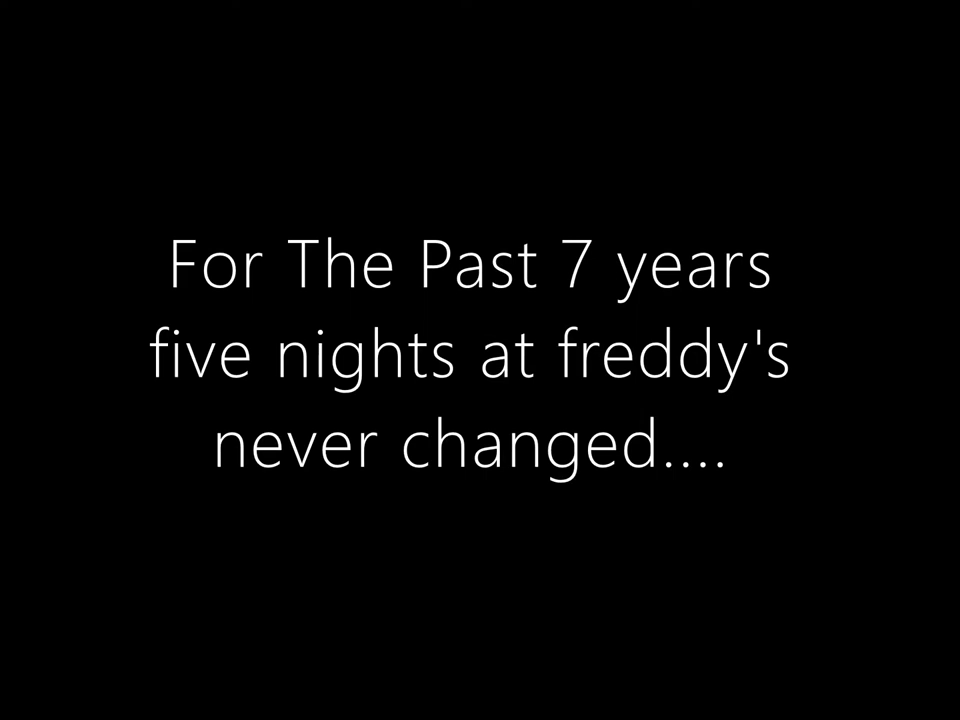 For The Past 7 years
five nights at freddy's
never changed....